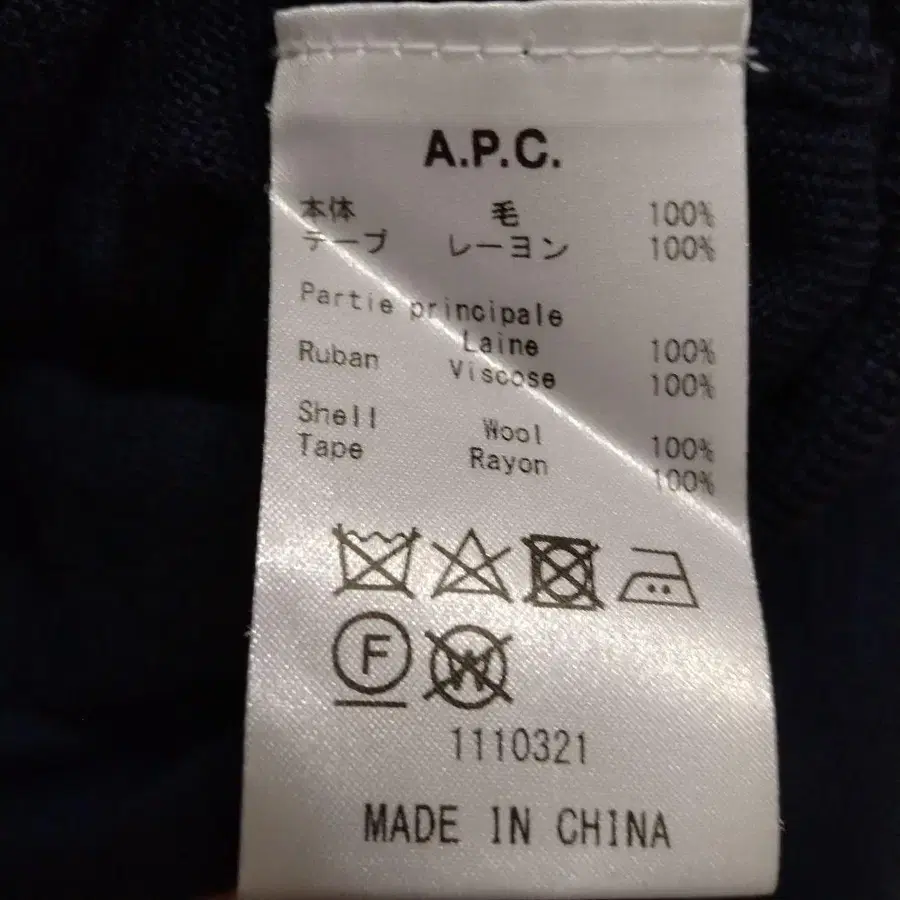 A.P.C.
本体 毛 100%
テープ レーヨン 100%
Partie principale
Laine 100%
Ruban Viscose 100%
Shell Wool 100%
Tape Rayon 100%
F W
1110321
MADE IN CHINA